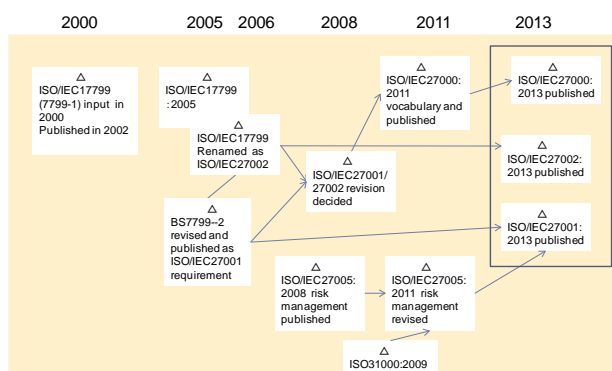 2000 2005 2006 2008 2011 2013
△
ISO/IEC17799
(7799-1) input in
2000
Published in 2002
△
ISO/IEC17799
:2005
△
ISO/IEC17799
Renamed as
ISO/IEC27002
△
BS7799--2
revised and
published as
ISO/IEC27001
requirement
△
ISO/IEC27001/
27002 revision
decided
△
ISO/IEC27005:
2008 risk
management
published
△
ISO/IEC27000:
2011
vocabulary and
published
△
ISO/IEC27005:
2011 risk
management
revised
△
ISO31000:2009
△
ISO/IEC27000:
2013 published
△
ISO/IEC27002:
2013 published
△
ISO/IEC27001:
2013 published